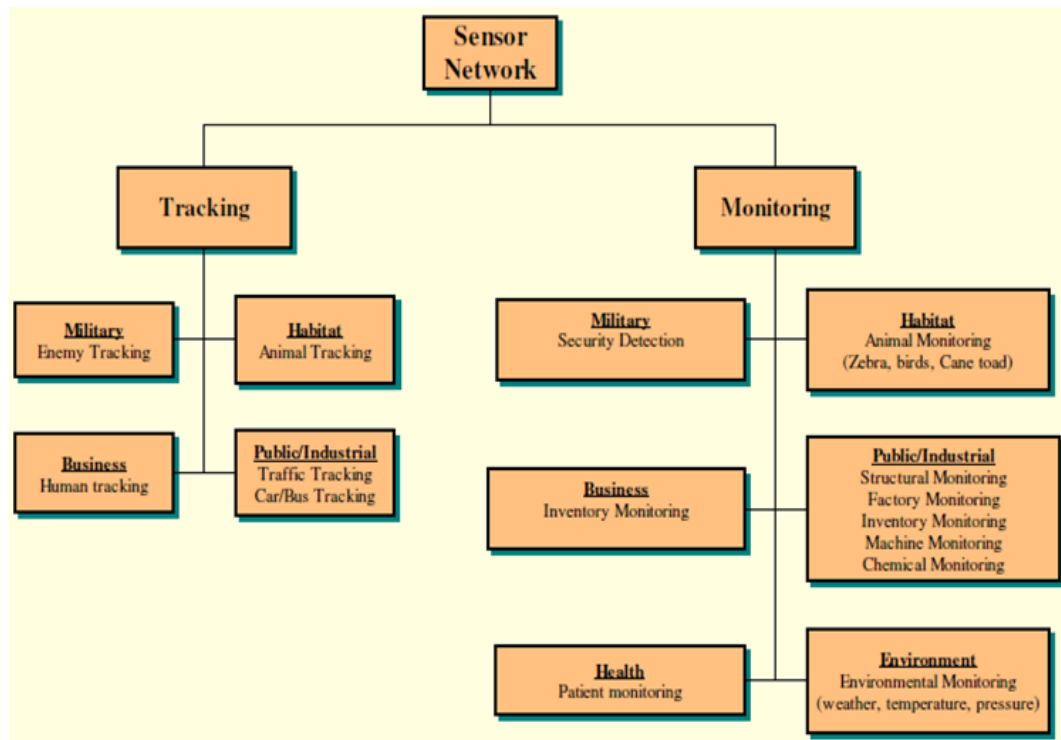 Sensor
Network
Tracking
Monitoring
Military
Enemy Tracking
Habitat
Animal Tracking
Business
Human tracking
Public/Industrial
Traffic Tracking
Car/Bus Tracking
Military
Security Detection
Habitat
Animal Monitoring
(Zebra, birds, Cane toad)
Business
Inventory Monitoring
Public/Industrial
Structural Monitoring
Factory Monitoring
Inventory Monitoring
Machine Monitoring
Chemical Monitoring
Health
Patient monitoring
Environment
Environmental Monitoring
(weather, temperature, pressure)